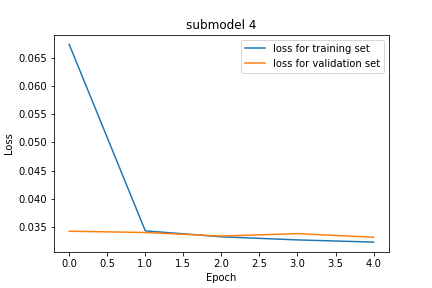 submodel 4
loss for training set
loss for validation set
0.065
0.060
0.055
0.050
0.045
0.040
0.035
Loss
0.0 0.5 1.0 1.5 2.0 2.5 3.0 3.5 4.0
Epoch